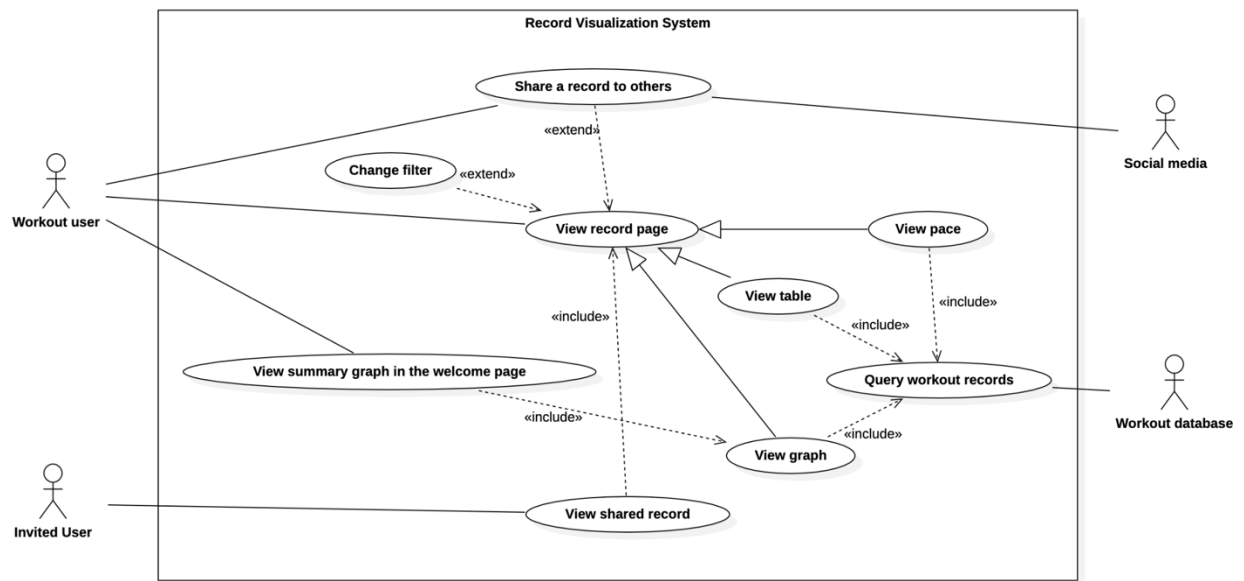 Record Visualization System
Share a record to others
«extend»
Social media
Change filter
«extend»
Workout user
View record page
View pace
View table
«include»
«include»
«include»
View summary graph in the welcome page
Query workout records
«include»
«include»
Workout database
View graph
Invited User
View shared record